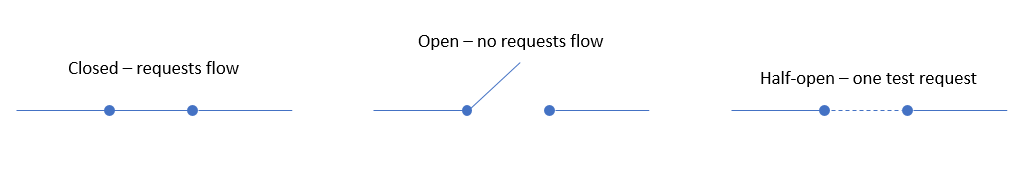 Closed – requests flow
Open – no requests flow
Half-open – one test request